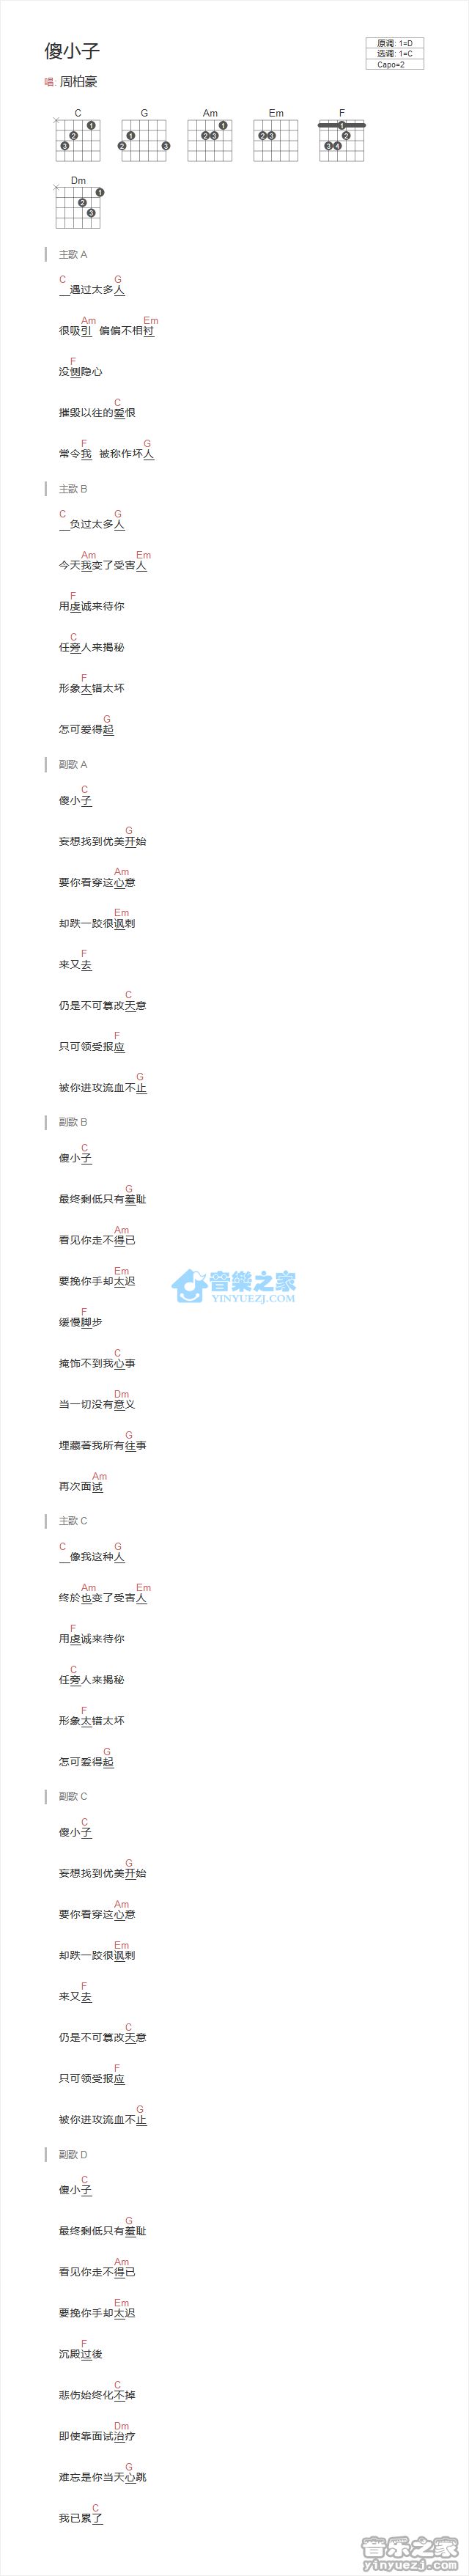 傻小子
原调: 1=D
选调: 1=C
Capo=2
唱: 周柏豪
C G Am Em F
Dm
主歌 A
C G
__遇过太多人
Am Em
很吸引 偏偏不相衬
F
没恻隐心
C
摧毁以往的爱恨
F G
常令我 被称作坏人
主歌 B
C G
__负过太多人
Am Em
今天我变了受害人
F
用虔诚来待你
C
任旁人来揭秘
F
形象太错太坏
G
怎可爱得起
副歌 A
C
傻小子
G
妄想找到优美开始
Am
要你看穿这心意
Em
却跌一跤很讽刺
F
来又去
C
仍是不可篡改天意
F
只可领受报应
G
被你进攻流血不止
副歌 B
C
傻小子
G
最终剩低只有羞耻
Am
看见你走不得已
Em
要挽你手却太迟
F
缓慢脚步
C
掩饰不到我心事
Dm
当一切没有意义
G
埋藏著我所有往事
Am
再次面试
音樂之家
YINYUEZJ.COM
主歌 C
C G
__像我这种人
Am Em
终於也变了受害人
F
用虔诚来待你
C
任旁人来揭秘
F
形象太错太坏
G
怎可爱得起
副歌 C
C
傻小子
G
妄想找到优美开始
Am
要你看穿这心意
Em
却跌一跤很讽刺
F
来又去
C
仍是不可篡改天意
F
只可领受报应
G
被你进攻流血不止
副歌 D
C
傻小子
G
最终剩低只有羞耻
Am
看见你走不得已
Em
要挽你手却太迟
F
沉殿过後
C
悲伤始终化不掉
Dm
即使靠面试治疗
G
难忘是你当天心跳
C
我已累了
音乐之家
yinyuezj.com